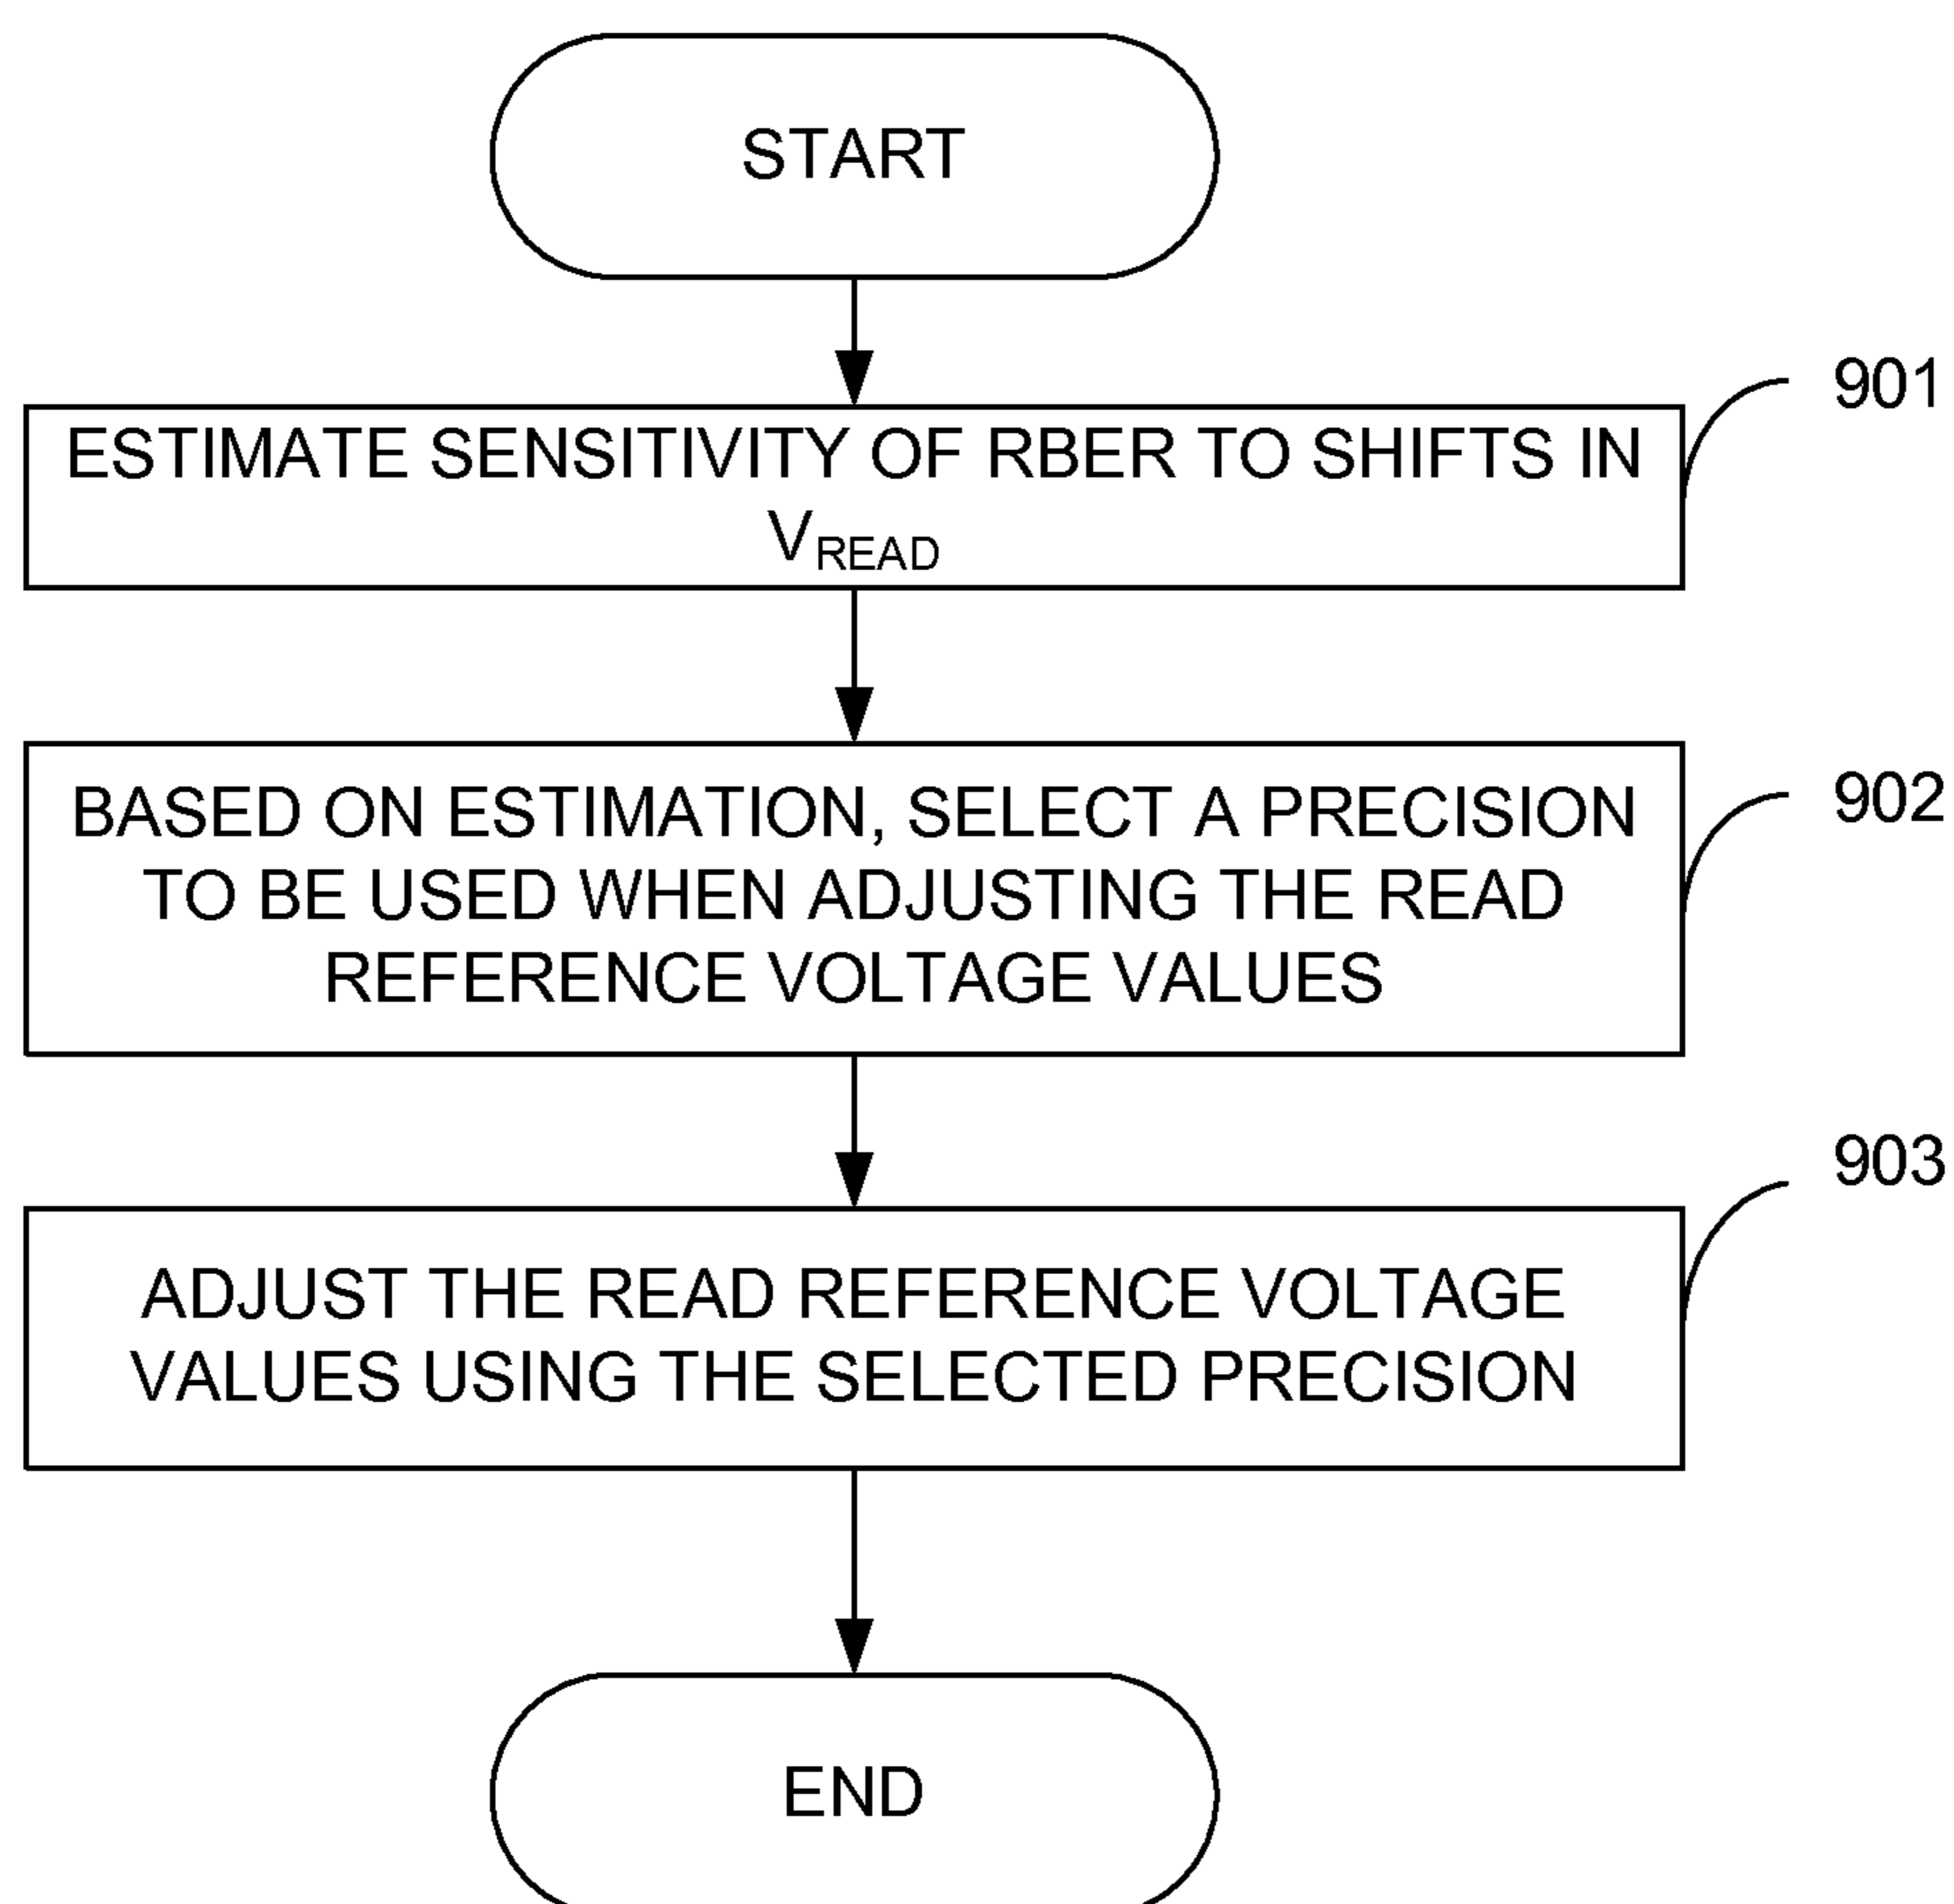 START
901
ESTIMATE SENSITIVITY OF RBER TO SHIFTS IN
VREAD
902
BASED ON ESTIMATION, SELECT A PRECISION
TO BE USED WHEN ADJUSTING THE READ
REFERENCE VOLTAGE VALUES
903
ADJUST THE READ REFERENCE VOLTAGE
VALUES USING THE SELECTED PRECISION
END